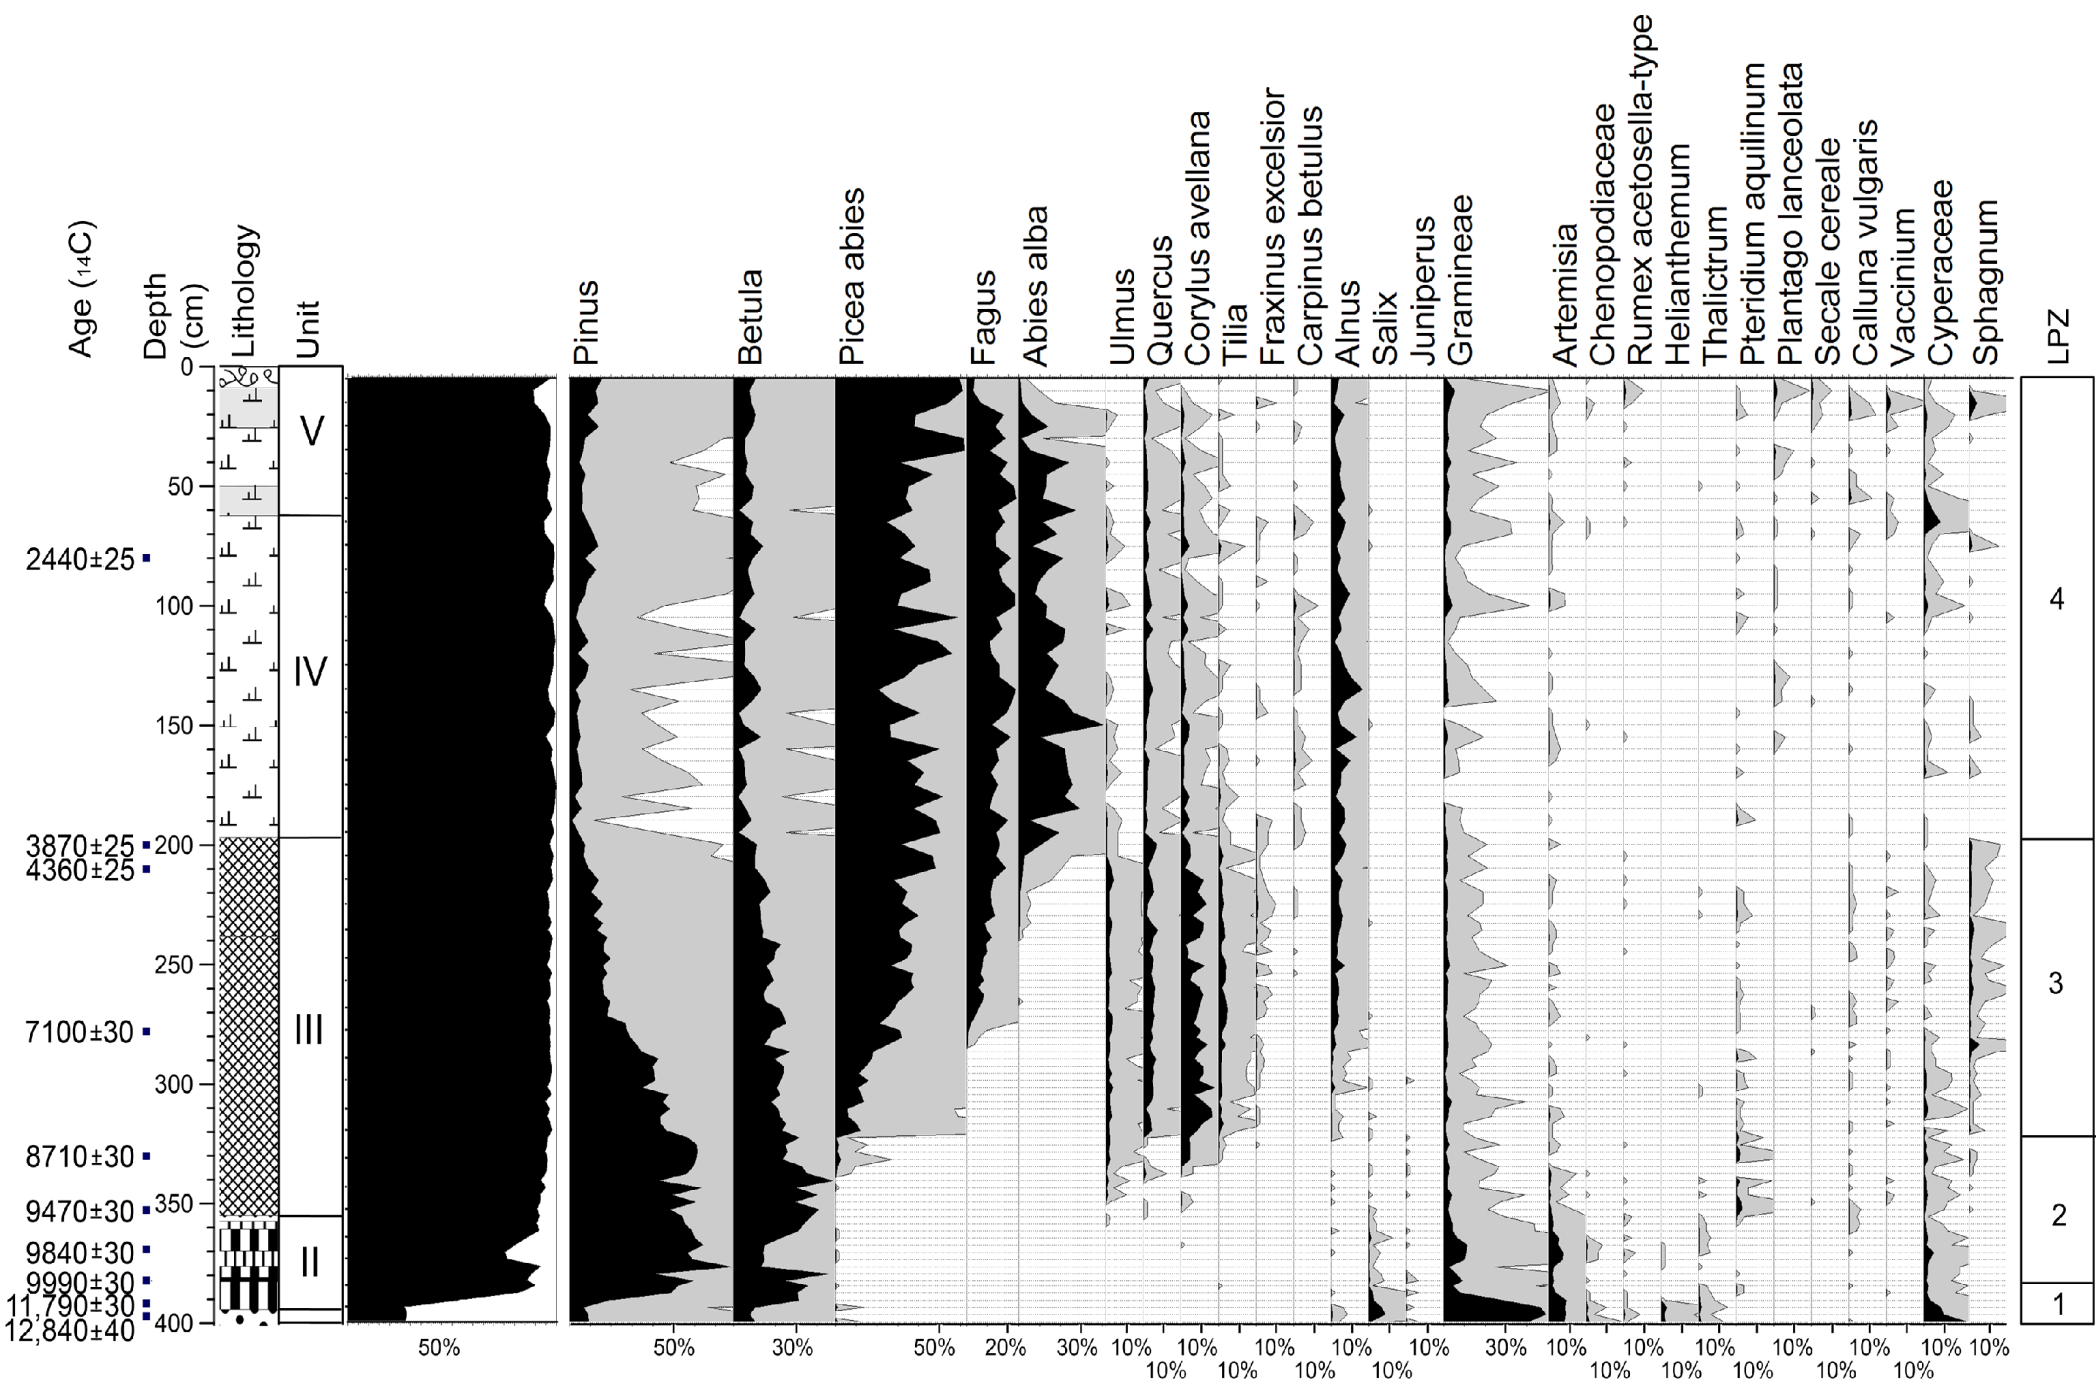 Age (14C)
Depth (cm)
Lithology
Unit
Pinus
Betula
Picea abies
Fagus
Abies alba
Ulmus
Quercus
Corylus avellana
Tilia
Fraxinus excelsior
Carpinus betulus
Alnus
Salix
Juniperus
Gramineae
Artemisia
Chenopodiaceae
Rumex acetosella-type
Helianthemum
Thalictrum
Pteridium aquilinum
Plantago lanceolata
Secale cereale
Calluna vulgaris
Vaccinium
Cyperaceae
Sphagnum
LPZ
0
50
100
150
200
250
300
350
400
2440±25
3870±25
4360±25
7100±30
8710±30
9470±30
9840±30
9990±30
11,790±30
12,840±40
V
IV
III
II
4
3
2
1
50% 50% 30% 50% 20% 30% 10% 10% 10% 10% 10% 10% 30% 10% 10% 10% 10% 10% 10% 10% 10%
10% 10% 10% 10% 10% 10% 10% 10% 10%